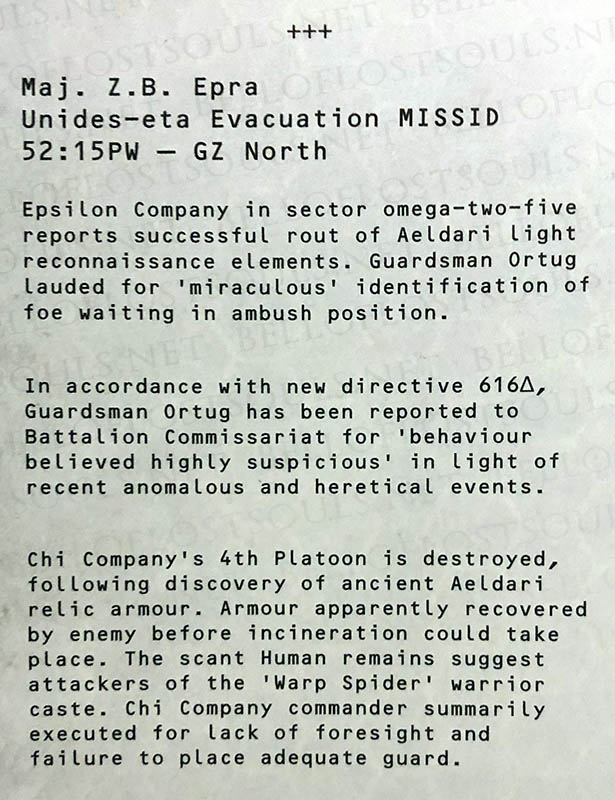 +++
Maj. Z.B. Epra
Unides-eta Evacuation MISSID
52:15PW — GZ North
Epsilon Company in sector omega-two-five
reports successful rout of Aeldari light
reconnaissance elements. Guardsman Ortug
lauded for 'miraculous' identification of
foe waiting in ambush position.
In accordance with new directive 616Δ,
Guardsman Ortug has been reported to
Battalion Commissariat for 'behaviour
believed highly suspicious' in light of
recent anomalous and heretical events.
Chi Company's 4th Platoon is destroyed,
following discovery of ancient Aeldari
relic armour. Armour apparently recovered
by enemy before incineration could take
place. The scant Human remains suggest
attackers of the 'Warp Spider' warrior
caste. Chi Company commander summarily
executed for lack of foresight and
failure to place adequate guard.